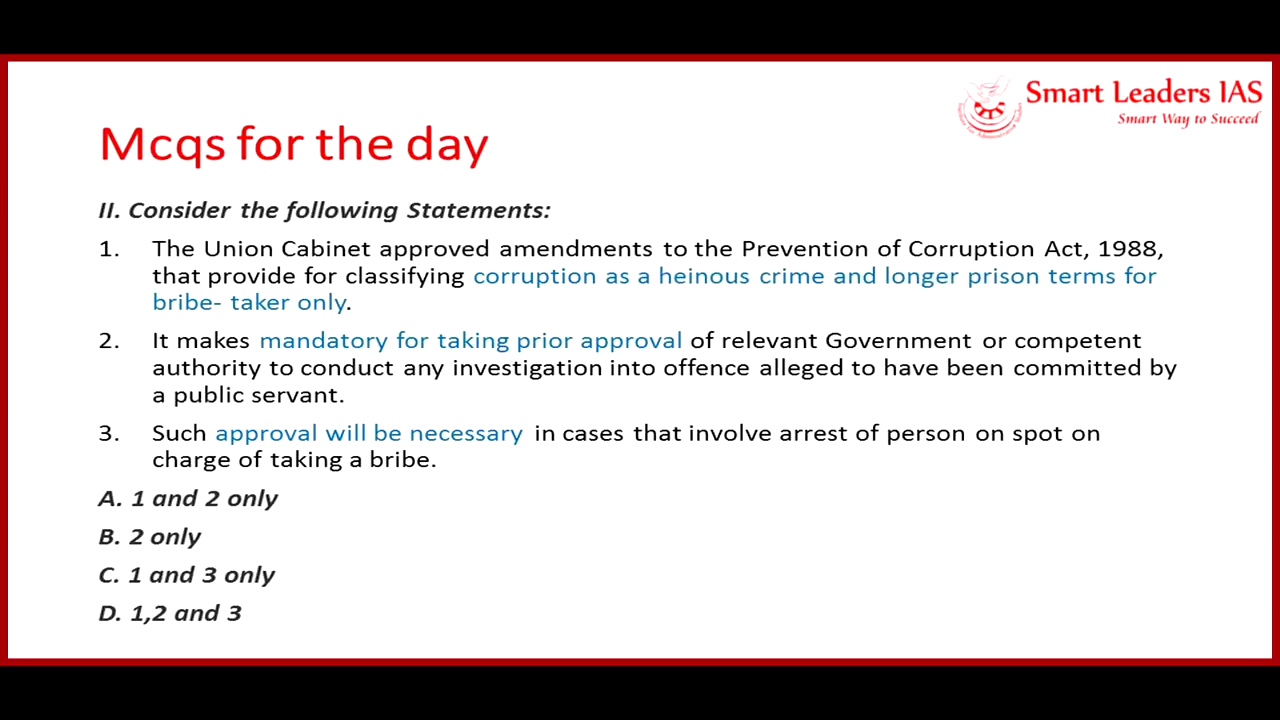 Smart Leaders IAS
Smart Way to Succeed
Mcqs for the day
II. Consider the following Statements:
1. The Union Cabinet approved amendments to the Prevention of Corruption Act, 1988,
that provide for classifying corruption as a heinous crime and longer prison terms for
bribe- taker only.
2. It makes mandatory for taking prior approval of relevant Government or competent
authority to conduct any investigation into offence alleged to have been committed by
a public servant.
3. Such approval will be necessary in cases that involve arrest of person on spot on
charge of taking a bribe.
A. 1 and 2 only
B. 2 only
C. 1 and 3 only
D. 1,2 and 3